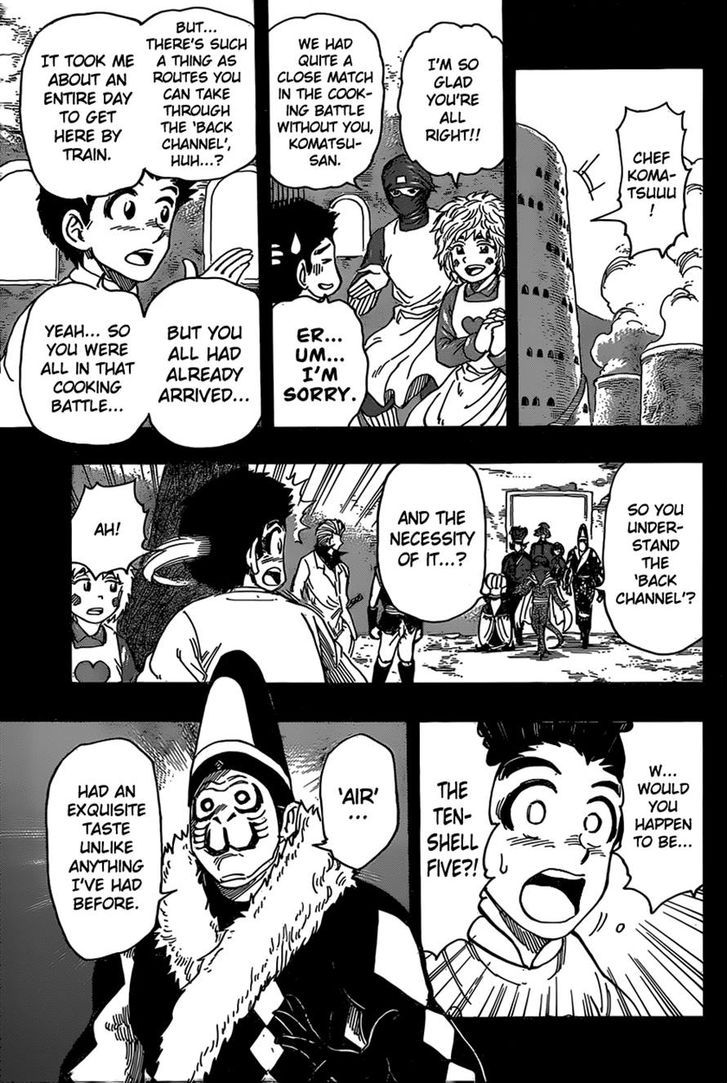 CHEF
KOMA-
TSUUU
!
I'M SO
GLAD
YOU'RE
ALL
RIGHT!!
WE HAD
QUITE A
CLOSE MATCH
IN THE COOK-
ING BATTLE
WITHOUT YOU,
KOMATSU-
SAN.
ER...
UM...
I'M
SORRY.
BUT...
THERE'S SUCH
A THING AS
ROUTES YOU
CAN TAKE
THROUGH
THE 'BACK
CHANNEL',
HUH...?
IT TOOK ME
ABOUT AN
ENTIRE DAY
TO GET
HERE BY
TRAIN.
BUT YOU
ALL HAD
ALREADY
ARRIVED...
YEAH... SO
YOU WERE
ALL IN THAT
COOKING
BATTLE...
SO YOU
UNDER-
STAND
THE
'BACK
CHANNEL'?
AND THE
NECESSITY
OF IT...?
AH!
W...
WOULD
YOU
HAPPEN
TO BE...
THE
TEN-
SHELL
FIVE?!
'AIR'
...
HAD AN
EXQUISITE
TASTE
UNLIKE
ANYTHING
I'VE HAD
BEFORE.